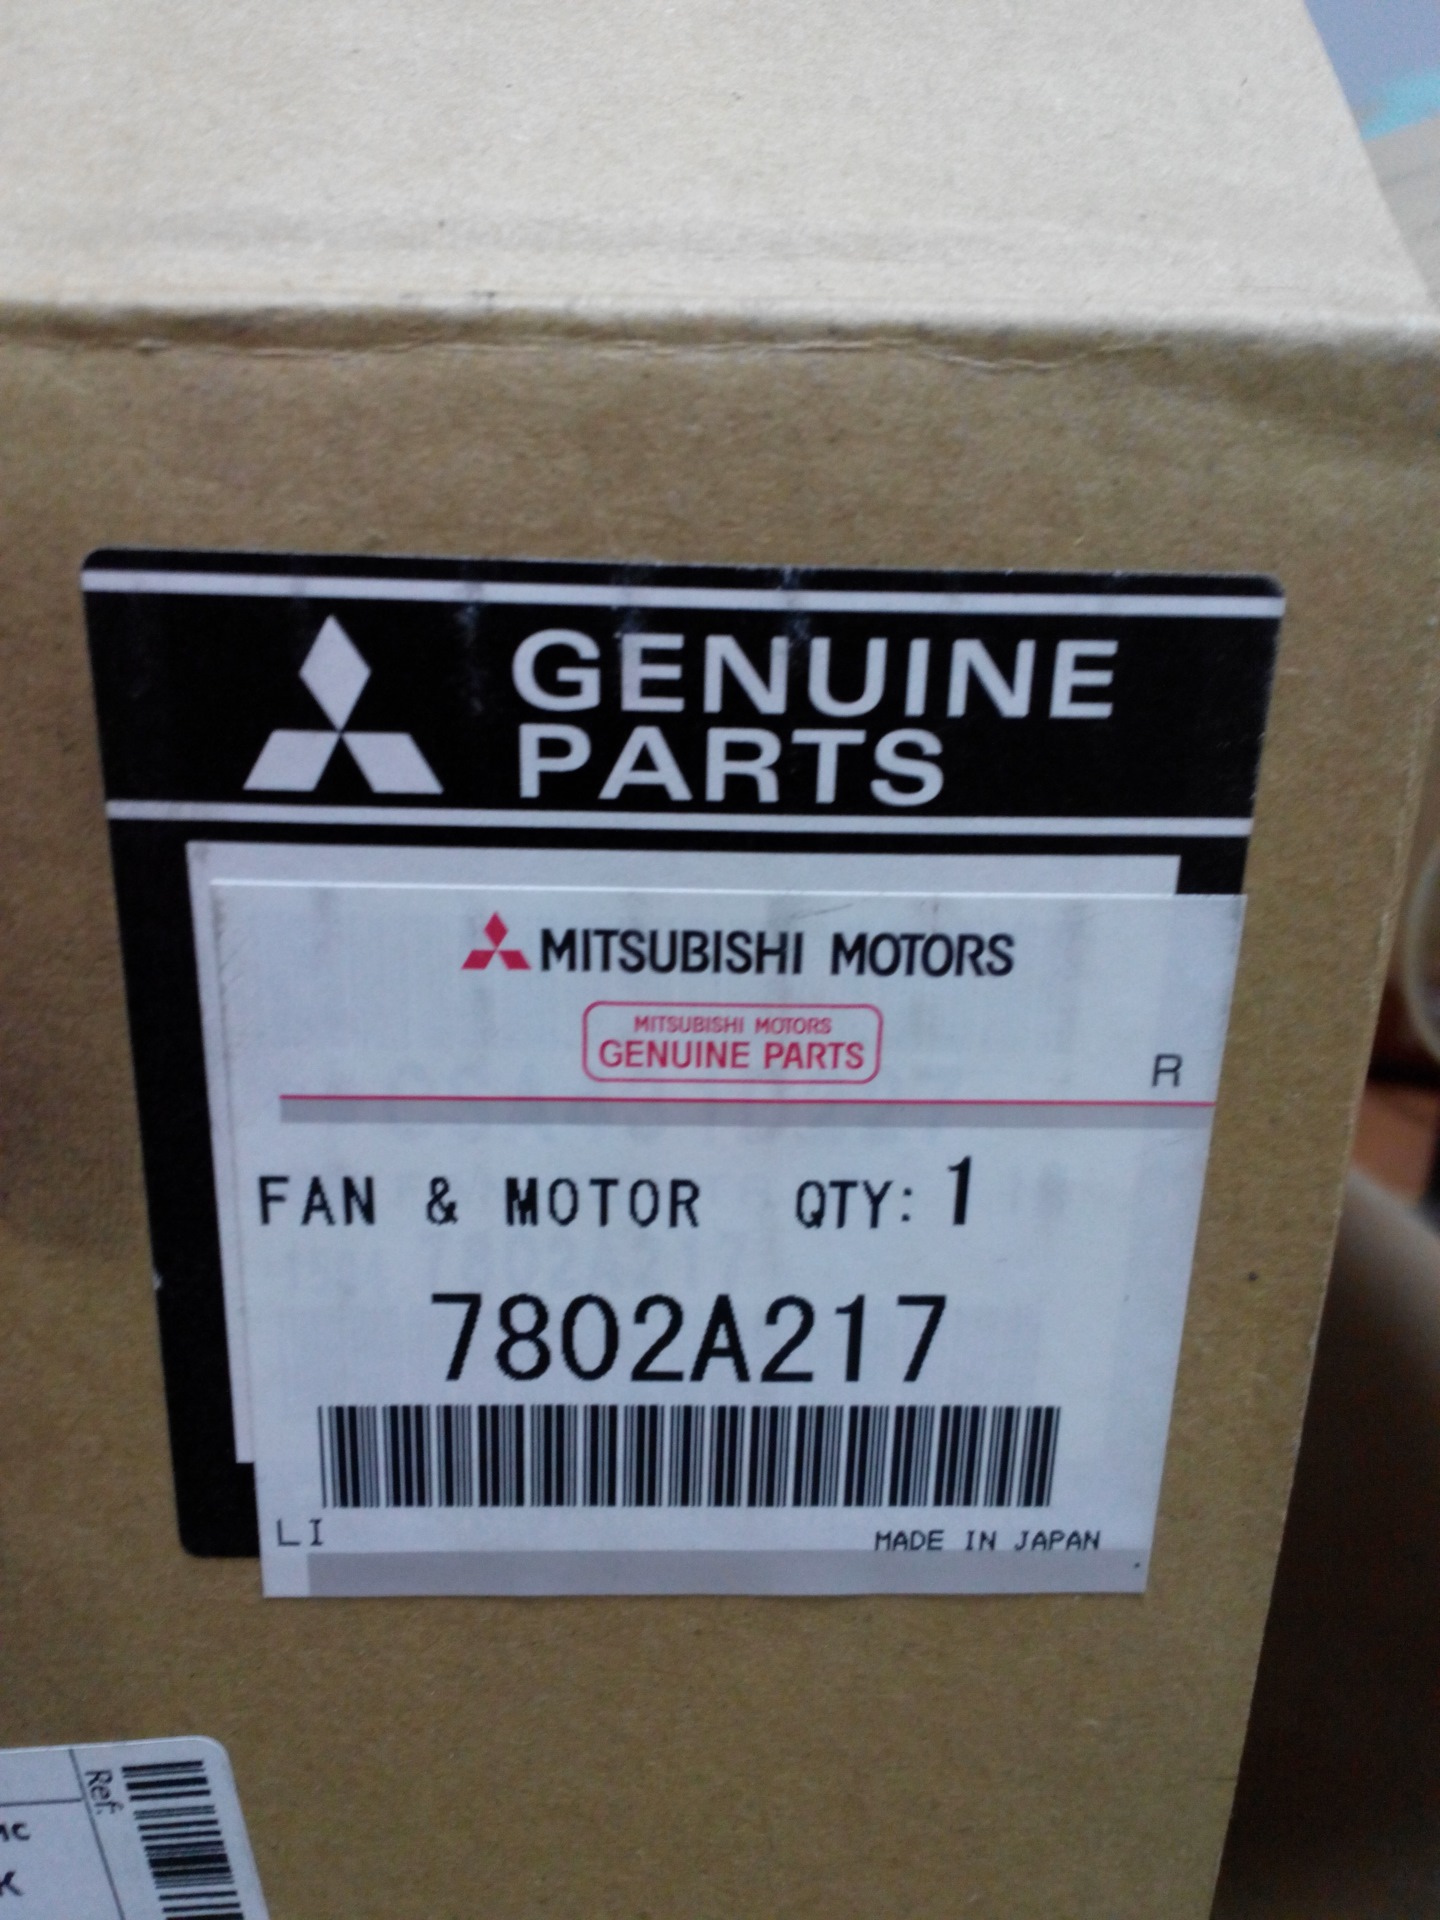 GENUINE
PARTS
MITSUBISHI MOTORS
MITSUBISHI MOTORS
GENUINE PARTS
R
FAN & MOTOR QTY: 1
7802A217
LI
MADE IN JAPAN
Ref.